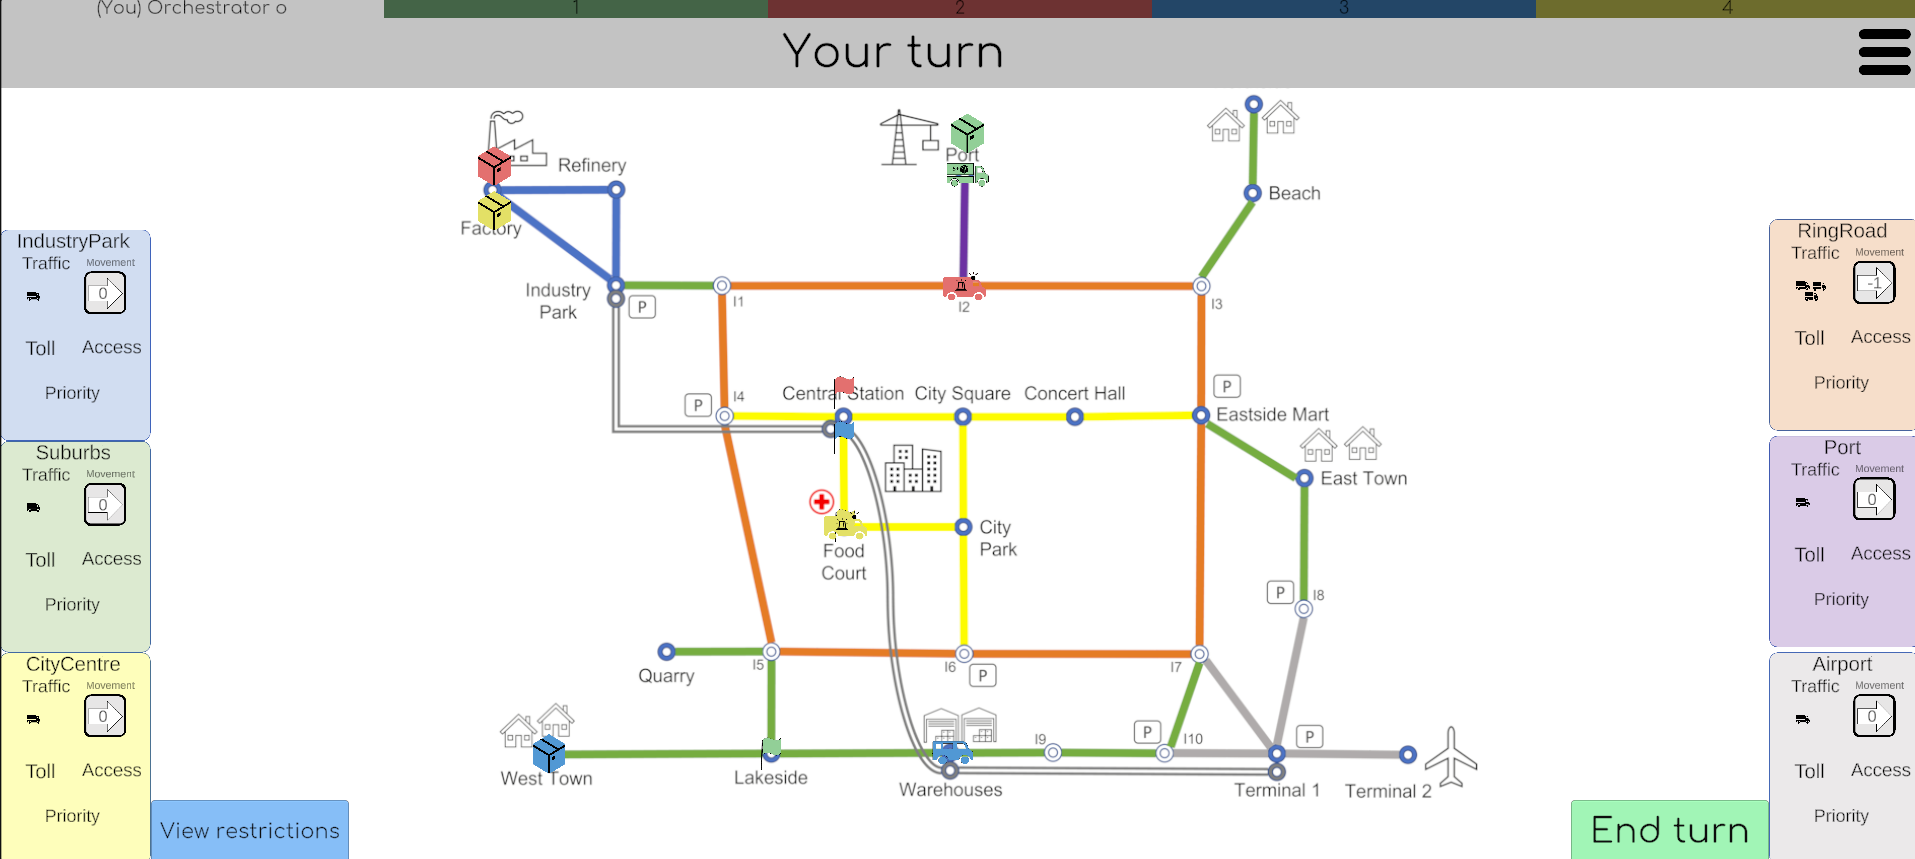 (You) Orchestrator o
1
2
3
4
Your turn
Port
Refinery
Factory
Beach
Industry
Park
P
I1
I2
I3
P
I4
Central Station
City Square
Concert Hall
P
Eastside Mart
East Town
Food
Court
City
Park
P
I8
Quarry
I5
I6
P
I7
West Town
Lakeside
Warehouses
I9
P
I10
P
Terminal 1
Terminal 2
IndustryPark
Traffic
Movement
0
Toll
Access
Priority
Suburbs
Traffic
Movement
0
Toll
Access
Priority
CityCentre
Traffic
Movement
0
Toll
Access
Priority
View restrictions
RingRoad
Traffic
Movement
-1
Toll
Access
Priority
Port
Traffic
Movement
0
Toll
Access
Priority
Airport
Traffic
Movement
0
Toll
Access
Priority
End turn